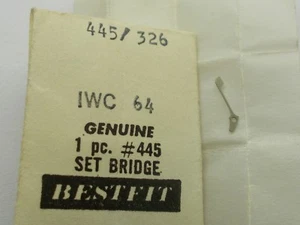 445/326
IWC 64
GENUINE
1 pc. #445
SET BRIDGE
BESTFIT